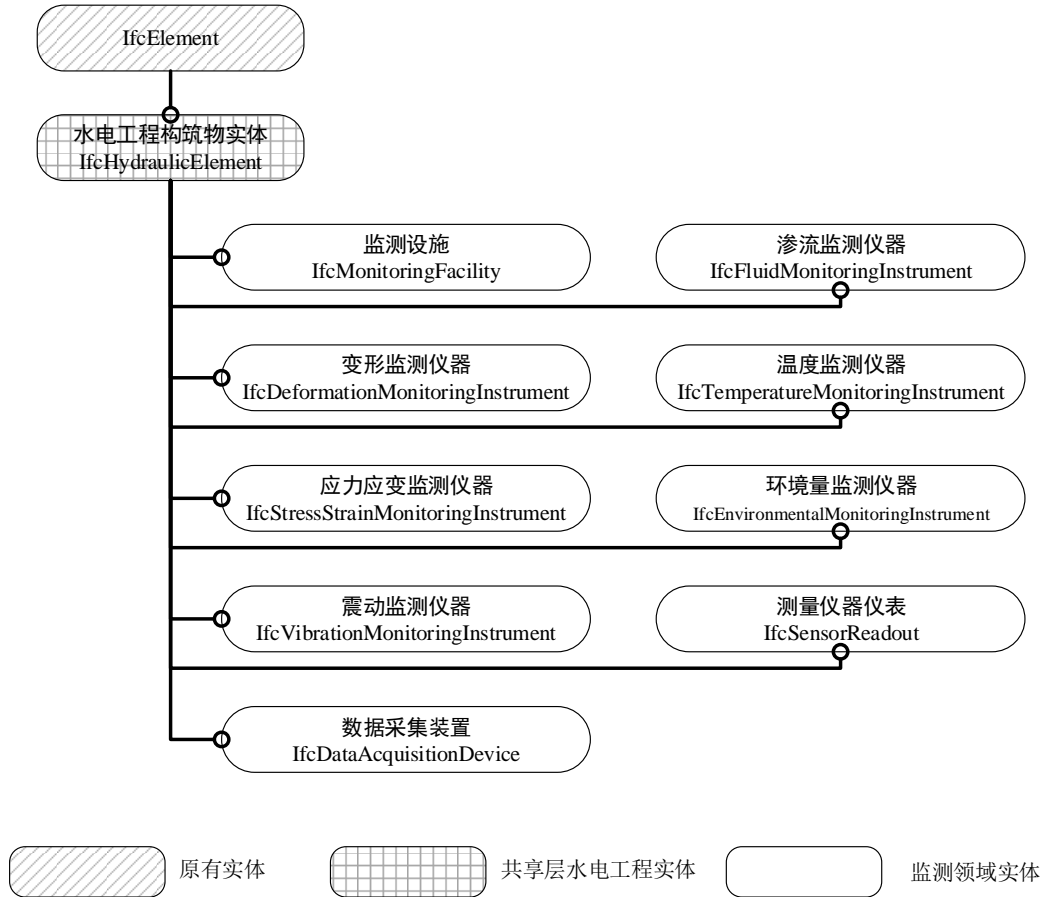 IfcElement
水电工程构筑物实体
IfcHydraulicElement
监测设施
IfcMonitoringFacility
渗流监测仪器
IfcFluidMonitoringInstrument
变形监测仪器
IfcDeformationMonitoringInstrument
温度监测仪器
IfcTemperatureMonitoringInstrument
应力应变监测仪器
IfcStressStrainMonitoringInstrument
环境量监测仪器
IfcEnvironmentalMonitoringInstrument
震动监测仪器
IfcVibrationMonitoringInstrument
测量仪器仪表
IfcSensorReadout
数据采集装置
IfcDataAcquisitionDevice
原有实体
共享层水电工程实体
监测领域实体